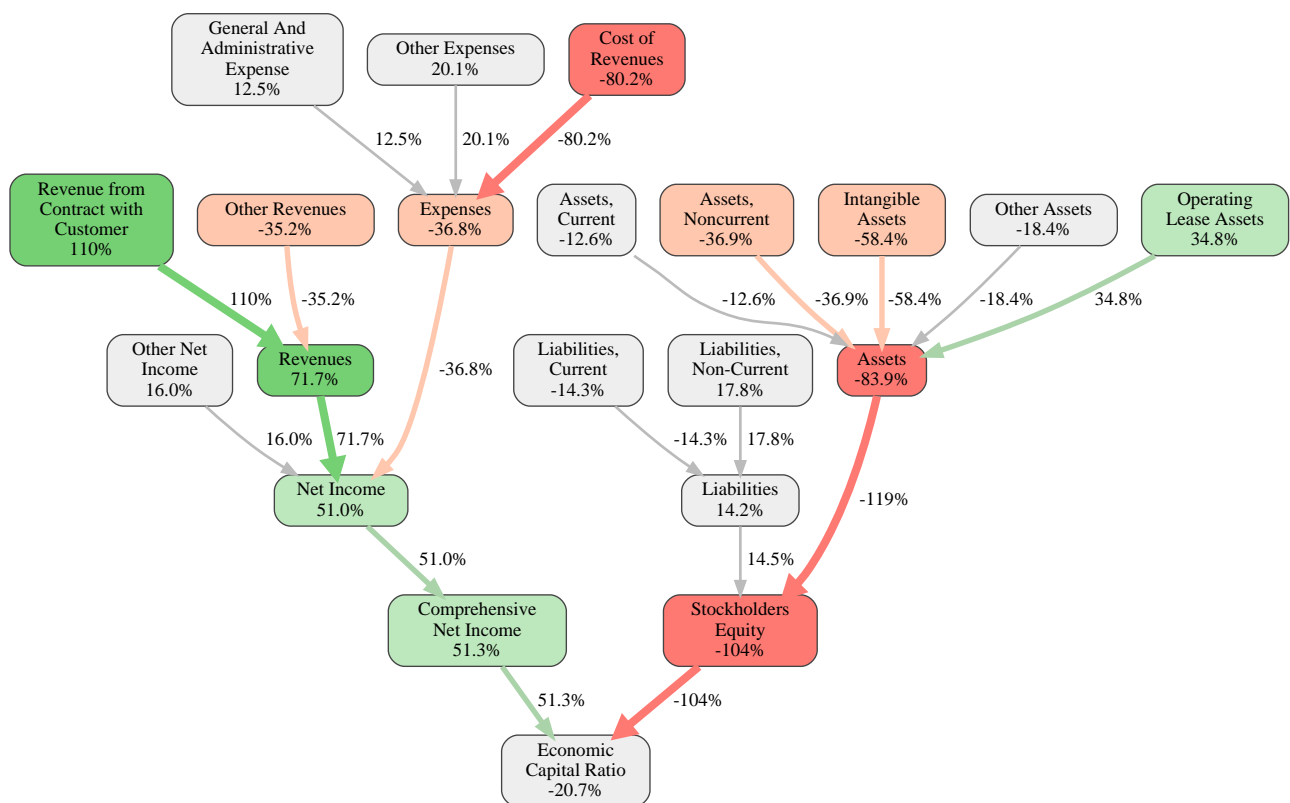 General And
Administrative
Expense
12.5%
Other Expenses
20.1%
Cost of
Revenues
-80.2%
12.5%
20.1%
-80.2%
Revenue from
Contract with
Customer
110%
Other Revenues
-35.2%
Expenses
-36.8%
Assets,
Current
-12.6%
Assets,
Noncurrent
-36.9%
Intangible
Assets
-58.4%
Other Assets
-18.4%
Operating
Lease Assets
34.8%
110%
-35.2%
-36.8%
-12.6%
-36.9%
-58.4%
-18.4%
34.8%
Other Net
Income
16.0%
Revenues
71.7%
Liabilities,
Current
-14.3%
Liabilities,
Non-Current
17.8%
Assets
-83.9%
16.0%
71.7%
-14.3%
17.8%
-119%
Net Income
51.0%
Liabilities
14.2%
51.0%
14.5%
Comprehensive
Net Income
51.3%
Stockholders
Equity
-104%
51.3%
-104%
Economic
Capital Ratio
-20.7%